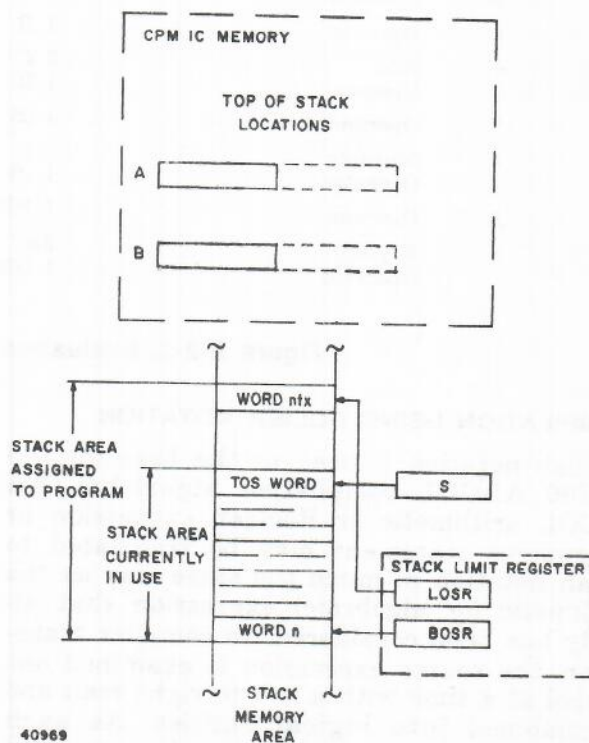 CPM IC MEMORY
TOP OF STACK
LOCATIONS
A
B
WORD ntx
STACK AREA
ASSIGNED
TO PROGRAM
TOS WORD
S
STACK AREA
CURRENTLY
IN USE
STACK LIMIT REGISTER
LOSR
BOSR
WORD n
STACK
MEMORY
AREA
40969